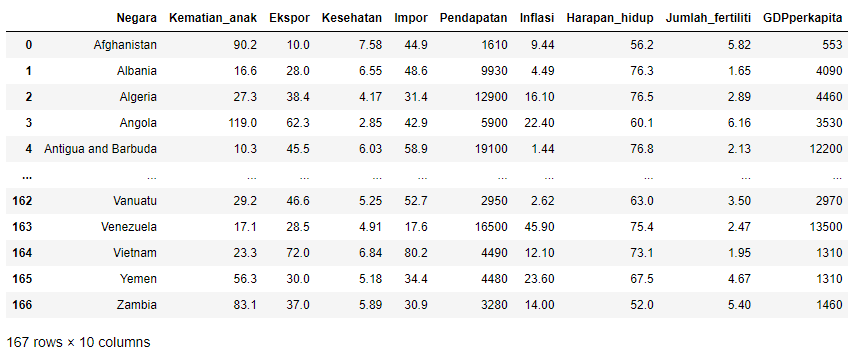 Negara Kematian_anak Ekspor Kesehatan Impor Pendapatan Inflasi Harapan_hidup Jumlah_fertiliti GDPperkapita
0 Afghanistan 90.2 10.0 7.58 44.9 1610 9.44 56.2 5.82 553
1 Albania 16.6 28.0 6.55 48.6 9930 4.49 76.3 1.65 4090
2 Algeria 27.3 38.4 4.17 31.4 12900 16.10 76.5 2.89 4460
3 Angola 119.0 62.3 2.85 42.9 5900 22.40 60.1 6.16 3530
4 Antigua and Barbuda 10.3 45.5 6.03 58.9 19100 1.44 76.8 2.13 12200
... ... ... ... ... ... ... ... ... ... ...
162 Vanuatu 29.2 46.6 5.25 52.7 2950 2.62 63.0 3.50 2970
163 Venezuela 17.1 28.5 4.91 17.6 16500 45.90 75.4 2.47 13500
164 Vietnam 23.3 72.0 6.84 80.2 4490 12.10 73.1 1.95 1310
165 Yemen 56.3 30.0 5.18 34.4 4480 23.60 67.5 4.67 1310
166 Zambia 83.1 37.0 5.89 30.9 3280 14.00 52.0 5.40 1460
167 rows × 10 columns